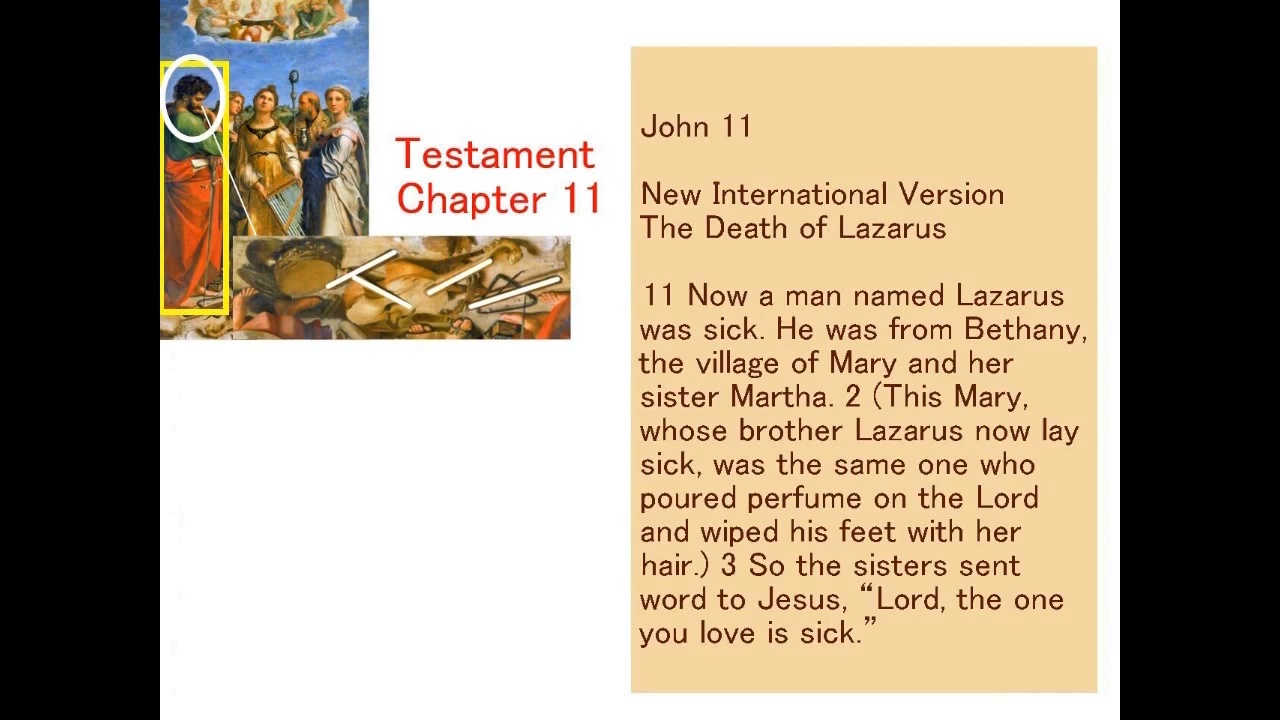 Testament
Chapter 11
John 11
New International Version
The Death of Lazarus
11 Now a man named Lazarus
was sick. He was from Bethany,
the village of Mary and her
sister Martha. 2 (This Mary,
whose brother Lazarus now lay
sick, was the same one who
poured perfume on the Lord
and wiped his feet with her
hair.) 3 So the sisters sent
word to Jesus, “Lord, the one
you love is sick.”